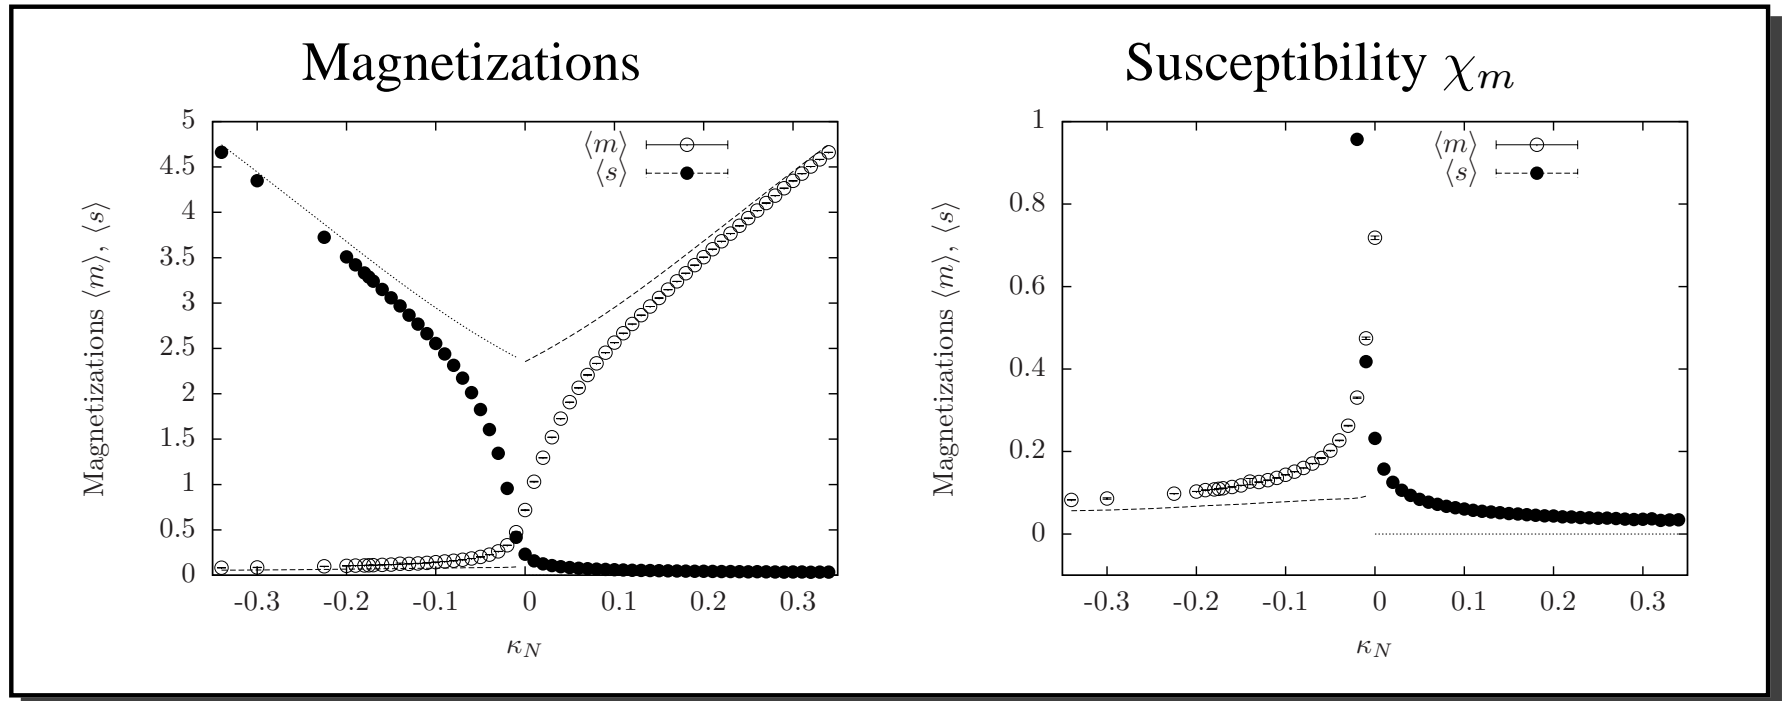 Magnetizations
Susceptibility χ_m
Magnetizations ⟨m⟩, ⟨s⟩
5
4.5
4
3.5
3
2.5
2
1.5
1
0.5
0
⟨m⟩
⟨s⟩
-0.3 -0.2 -0.1 0 0.1 0.2 0.3
κ_N
Magnetizations ⟨m⟩, ⟨s⟩
1
0.8
0.6
0.4
0.2
0
⟨m⟩
⟨s⟩
-0.3 -0.2 -0.1 0 0.1 0.2 0.3
κ_N